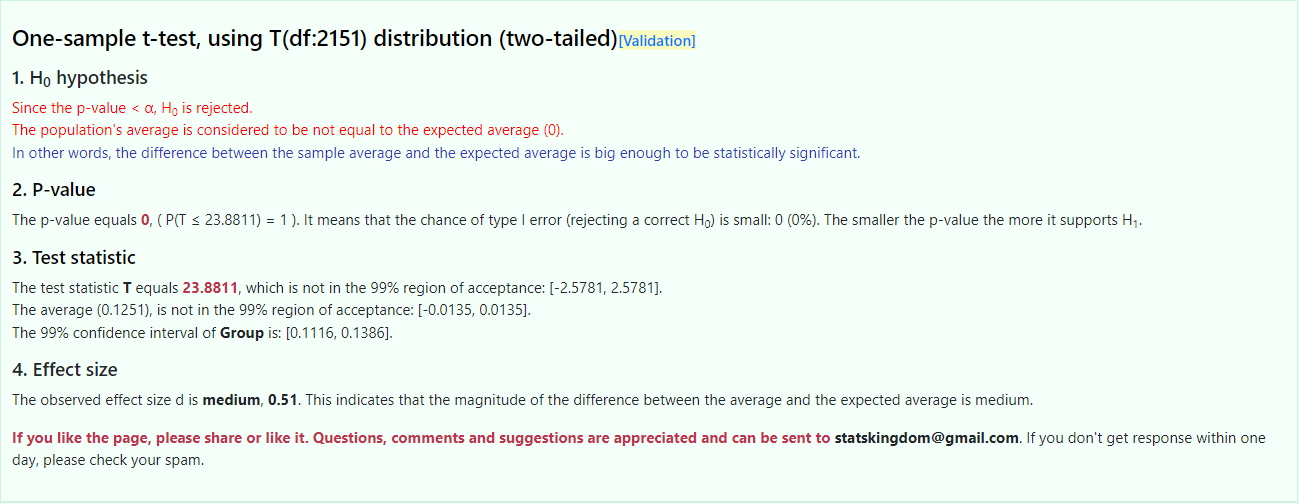 One-sample t-test, using T(df:2151) distribution (two-tailed)[Validation]
1. H₀ hypothesis
Since the p-value < α, H₀ is rejected.
The population's average is considered to be not equal to the expected average (0).
In other words, the difference between the sample average and the expected average is big enough to be statistically significant.
2. P-value
The p-value equals 0, ( P(T ≤ 23.8811) = 1 ). It means that the chance of type I error (rejecting a correct H₀) is small: 0 (0%). The smaller the p-value the more it supports H₁.
3. Test statistic
The test statistic T equals 23.8811, which is not in the 99% region of acceptance: [-2.5781, 2.5781].
The average (0.1251), is not in the 99% region of acceptance: [-0.0135, 0.0135].
The 99% confidence interval of Group is: [0.1116, 0.1386].
4. Effect size
The observed effect size d is medium, 0.51. This indicates that the magnitude of the difference between the average and the expected average is medium.
If you like the page, please share or like it. Questions, comments and suggestions are appreciated and can be sent to statskingdom@gmail.com. If you don't get response within one
day, please check your spam.